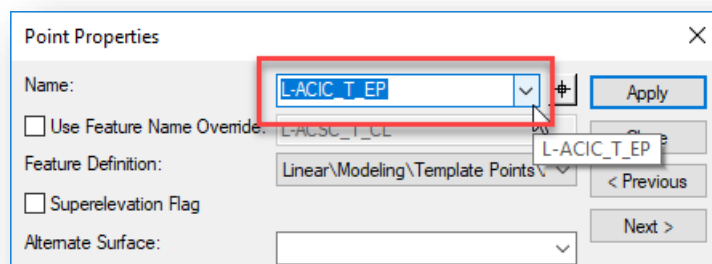 Point Properties
Name: L-ACIC_T_EP Apply
Use Feature Name Override: L-ACSC_T_CL
L-ACIC_T_EP
Feature Definition: Linear\Modeling\Template Points\
< Previous
Superelevation Flag
Next >
Alternate Surface: